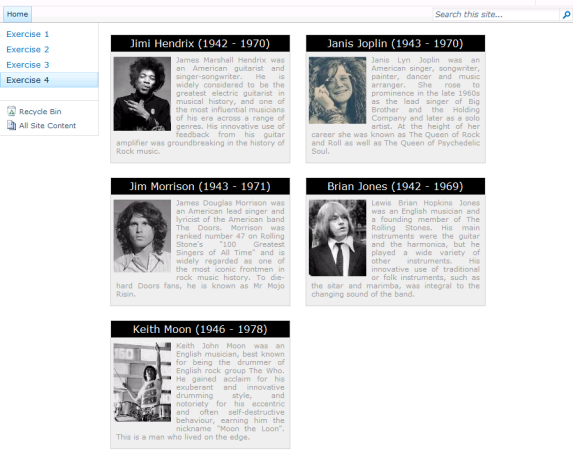 Home
Search this site...
Exercise 1
Exercise 2
Exercise 3
Exercise 4
Recycle Bin
All Site Content
Jimi Hendrix (1942 - 1970)
James Marshall Hendrix was
an American guitarist and
singer-songwriter. He is
widely considered to be the
greatest electric guitarist in
musical history, and one of
the most influential musicians
of his era across a range of
genres. His innovative use of
feedback from his guitar
amplifier was groundbreaking in the history of
Rock music.
Janis Joplin (1943 - 1970)
Janis Lyn Joplin was an
American singer, songwriter,
painter, dancer and music
arranger. She rose to
prominence in the late 1960s
as the lead singer of Big
Brother and the Holding
Company and later as a solo
artist. At the height of her
career she was known as The Queen of Rock
and Roll as well as The Queen of Psychedelic
Soul.
Jim Morrison (1943 - 1971)
James Douglas Morrison was
an American lead singer and
lyricist of the American band
The Doors. Morrison was
ranked number 47 on Rolling
Stone's "100 Greatest
Singers of All Time" and is
widely regarded as one of
the most iconic frontmen in
rock music history. To die-
hard Doors fans, he is known as Mr Mojo
Risin.
Brian Jones (1942 - 1969)
Lewis Brian Hopkins Jones
was an English musician and
a founding member of The
Rolling Stones. His main
instruments were the guitar
and the harmonica, but he
played a wide variety of
other instruments. His
innovative use of traditional
or folk instruments, such as
the sitar and marimba, was integral to the
changing sound of the band.
Keith Moon (1946 - 1978)
Keith John Moon was an
English musician, best known
for being the drummer of
English rock group The Who.
He gained acclaim for his
exuberant and innovative
drumming style, and
notoriety for his eccentric
and often self-destructive
behaviour, earning him the
nickname "Moon the Loon".
This is a man who lived on the edge.